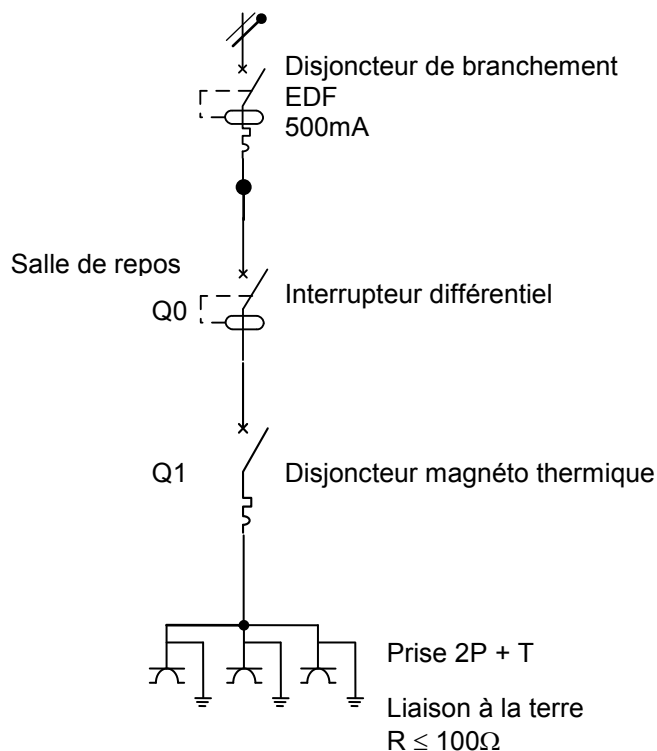 Disjoncteur de branchement
EDF
500mA
Salle de repos
Q0
Interrupteur différentiel
Q1
Disjoncteur magnéto thermique
Prise 2P + T
Liaison à la terre
R ≤ 100Ω